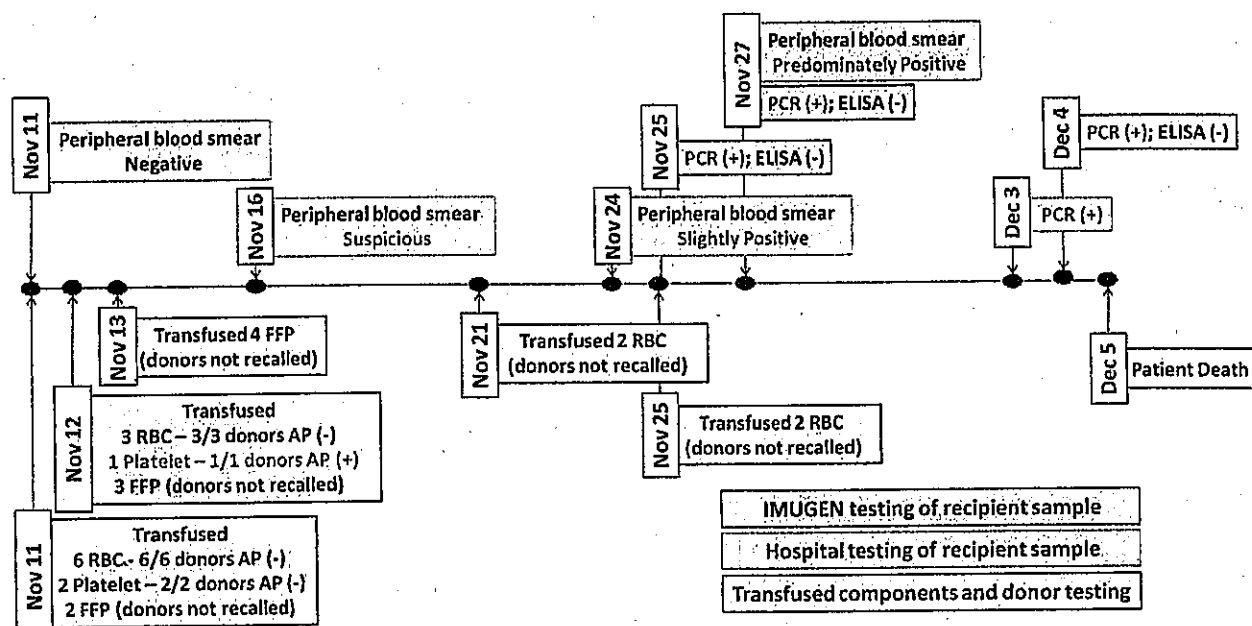 Nov 11
Peripheral blood smear
Negative
Nov 16
Peripheral blood smear
Suspicious
Nov 24
Peripheral blood smear
Slightly Positive
Nov 25
PCR (+); ELISA (-)
Nov 27
Peripheral blood smear
Predominately Positive
PCR (+); ELISA (-)
Dec 3
PCR (+)
Dec 4
PCR (+); ELISA (-)
Nov 13
Transfused 4 FFP
(donors not recalled)
Nov 12
Transfused
3 RBC – 3/3 donors AP (-)
1 Platelet – 1/1 donors AP (+)
3 FFP (donors not recalled)
Nov 11
Transfused
6 RBC - 6/6 donors AP (-)
2 Platelet – 2/2 donors AP (-)
2 FFP (donors not recalled)
Nov 21
Transfused 2 RBC
(donors not recalled)
Nov 25
Transfused 2 RBC
(donors not recalled)
Dec 5
Patient Death
IMUGEN testing of recipient sample
Hospital testing of recipient sample
Transfused components and donor testing